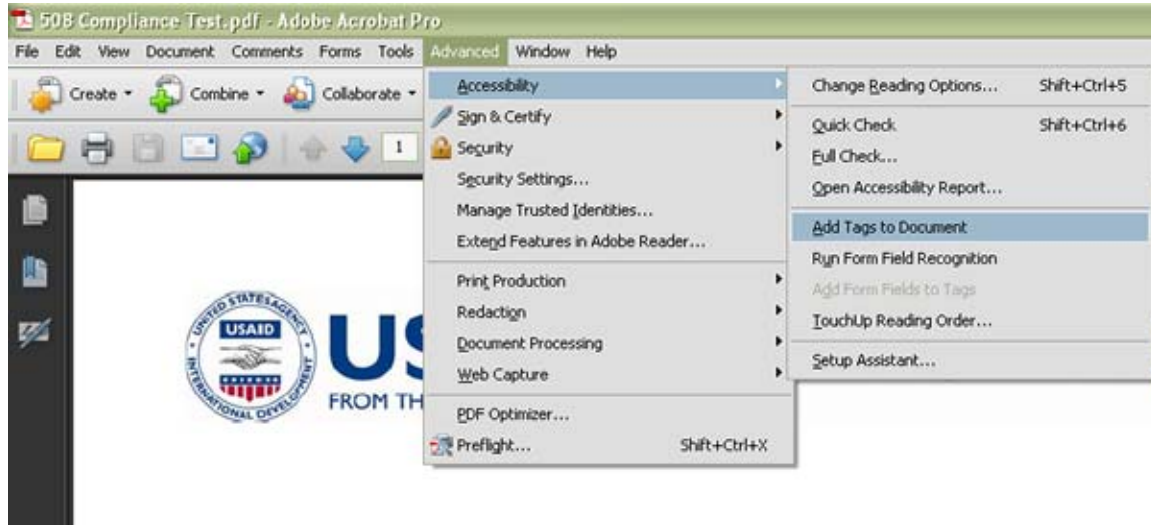 508 Compliance Test.pdf - Adobe Acrobat Pro
File Edit View Document Comments Forms Tools Advanced Window Help
Create Combine Collaborate
1
Accessibility
Sign & Certify
Security
Security Settings...
Manage Trusted Identities...
Extend Features in Adobe Reader...
Print Production
Redaction
Document Processing
Web Capture
PDF Optimizer...
Preflight... Shift+Ctrl+X
Change Reading Options... Shift+Ctrl+5
Quick Check Shift+Ctrl+6
Full Check...
Open Accessibility Report...
Add Tags to Document
Run Form Field Recognition
Add Form Fields to Tags
TouchUp Reading Order...
Setup Assistant...
UNITED STATES AGENCY
USAID
INTERNATIONAL DEVELOPMENT
US
FROM TH